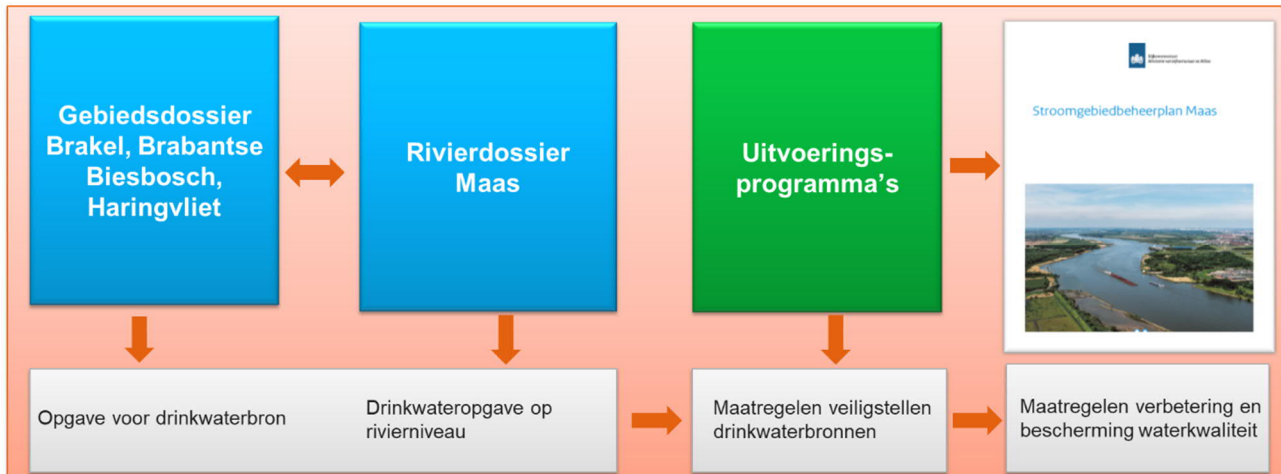 Gebiedsdossier
Brakel, Brabantse
Biesbosch,
Haringvliet
Rivierdossier
Maas
Uitvoerings-
programma's
Stroomgebiedbeheerplan Maas
Opgave voor drinkwaterbron
Drinkwateropgave op
rivierniveau
Maatregelen veiligstellen
drinkwaterbronnen
Maatregelen verbetering en
bescherming waterkwaliteit